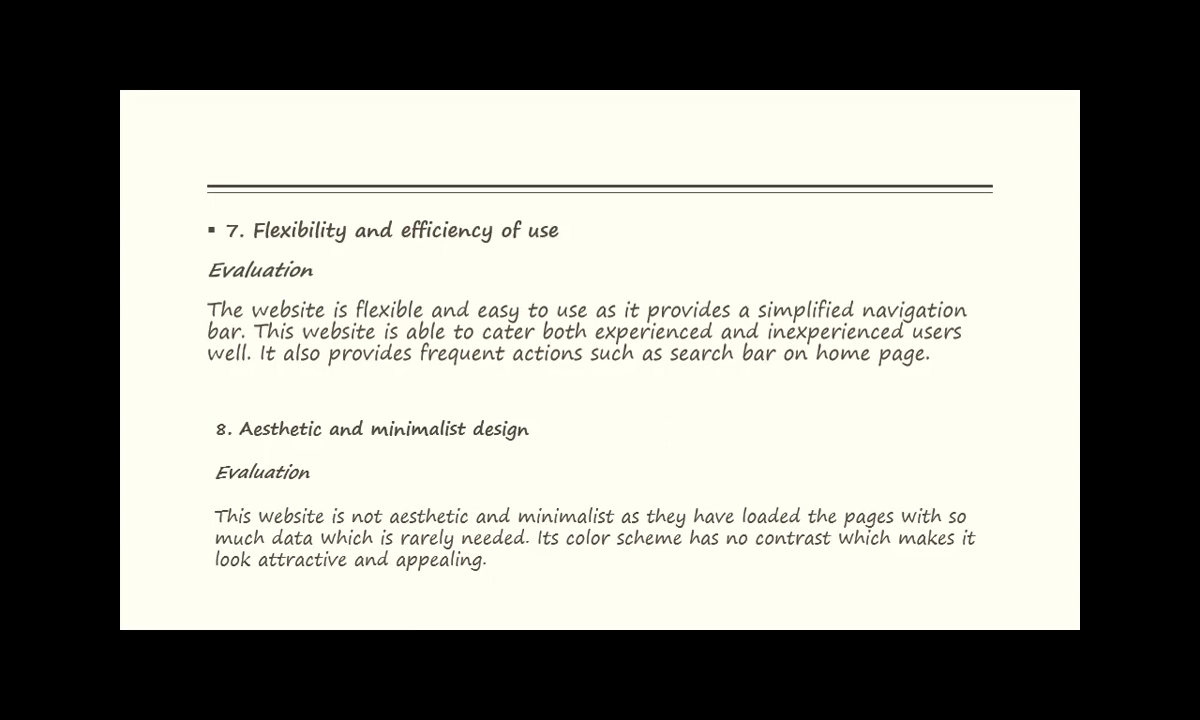 ▪ 7. Flexibility and efficiency of use
Evaluation
The website is flexible and easy to use as it provides a simplified navigation
bar. This website is able to cater both experienced and inexperienced users
well. It also provides frequent actions such as search bar on home page.
8. Aesthetic and minimalist design
Evaluation
This website is not aesthetic and minimalist as they have loaded the pages with so
much data which is rarely needed. Its color scheme has no contrast which makes it
look attractive and appealing.